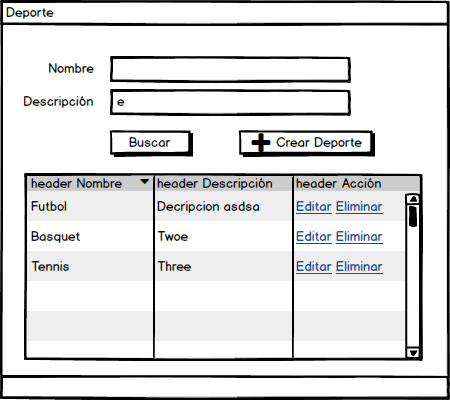 Deporte
Nombre
Descripción e
Buscar Crear Deporte
header Nombre header Descripción header Acción
Futbol Decripcion asdsa Editar Eliminar
Basquet Twoe Editar Eliminar
Tennis Three Editar Eliminar